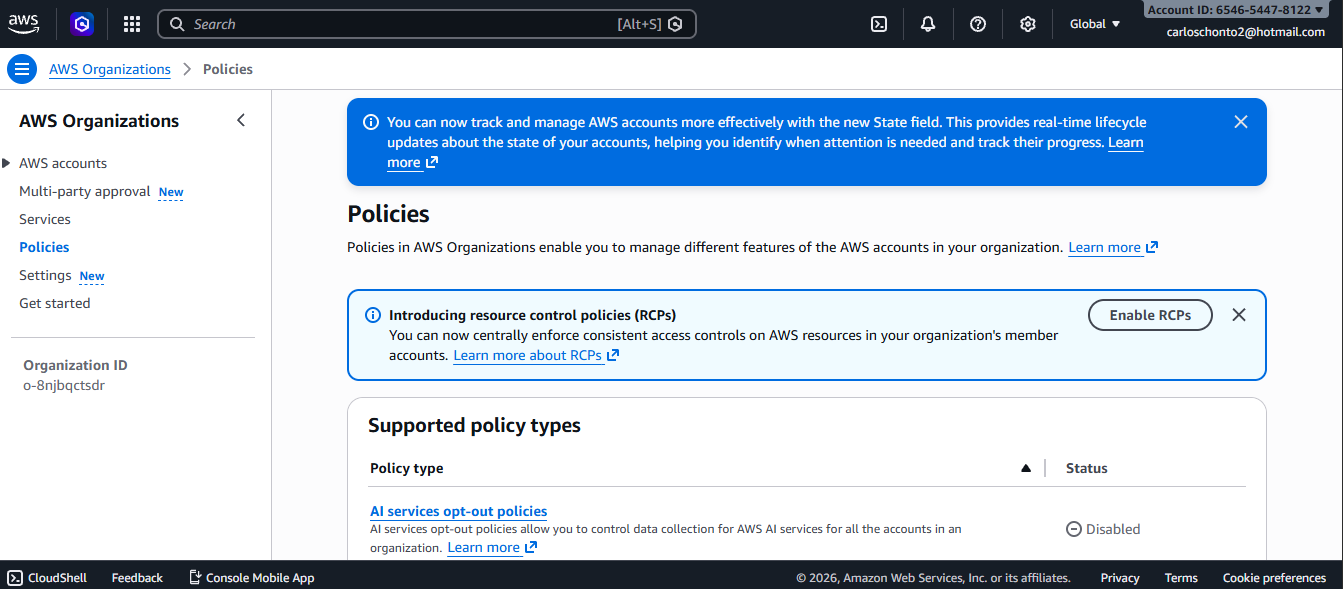 aws
Search
[Alt+S]
Global
Account ID: 6546-5447-8122
carloschonto2@hotmail.com
AWS Organizations
Policies
AWS Organizations
AWS accounts
Multi-party approval New
Services
Policies
Settings New
Get started
Organization ID
o-8njbqctsdr
You can now track and manage AWS accounts more effectively with the new State field. This provides real-time lifecycle
updates about the state of your accounts, helping you identify when attention is needed and track their progress. Learn
more
Policies
Policies in AWS Organizations enable you to manage different features of the AWS accounts in your organization. Learn more
Introducing resource control policies (RCPs)
You can now centrally enforce consistent access controls on AWS resources in your organization's member
accounts. Learn more about RCPs
Enable RCPs
Supported policy types
Policy type
Status
AI services opt-out policies
AI services opt-out policies allow you to control data collection for AWS AI services for all the accounts in an
organization. Learn more
Disabled
CloudShell
Feedback
Console Mobile App
© 2026, Amazon Web Services, Inc. or its affiliates.
Privacy
Terms
Cookie preferences